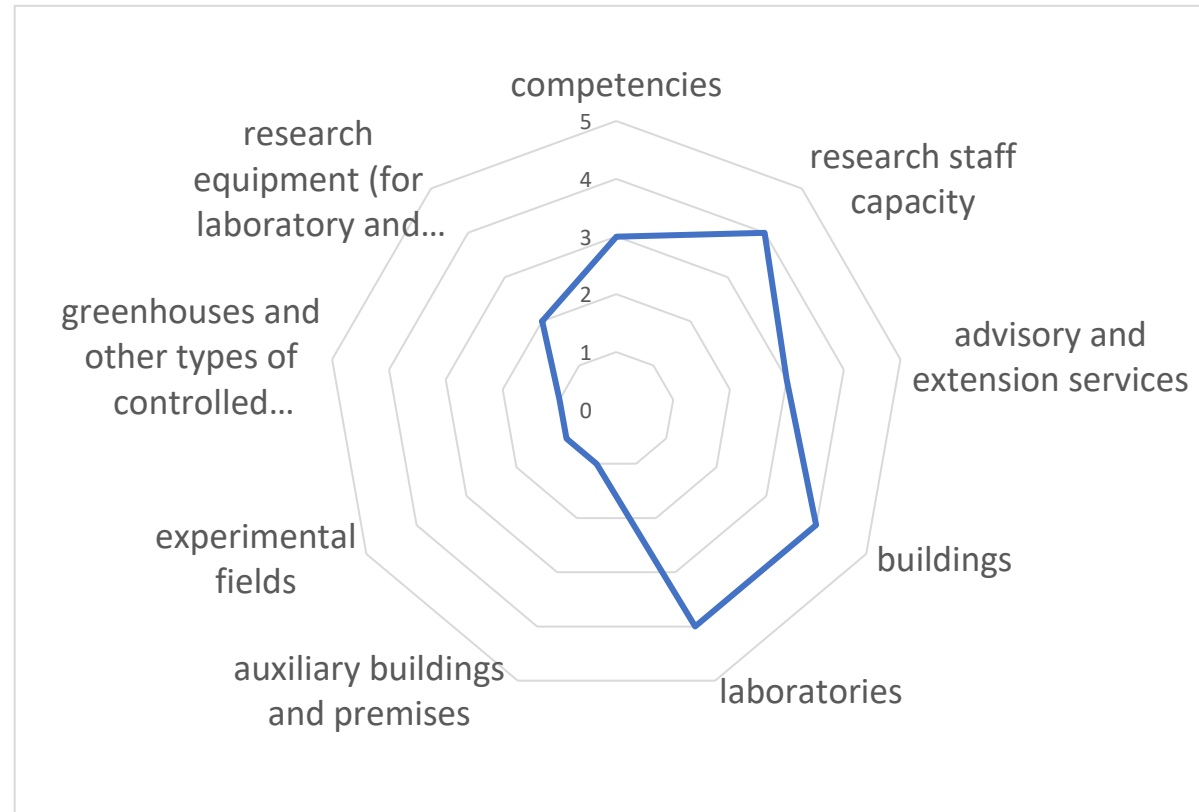 competencies
research staff
capacity
advisory and
extension services
buildings
laboratories
auxiliary buildings
and premises
experimental
fields
greenhouses and
other types of
controlled...
research
equipment (for
laboratory and...
5
4
3
2
1
0